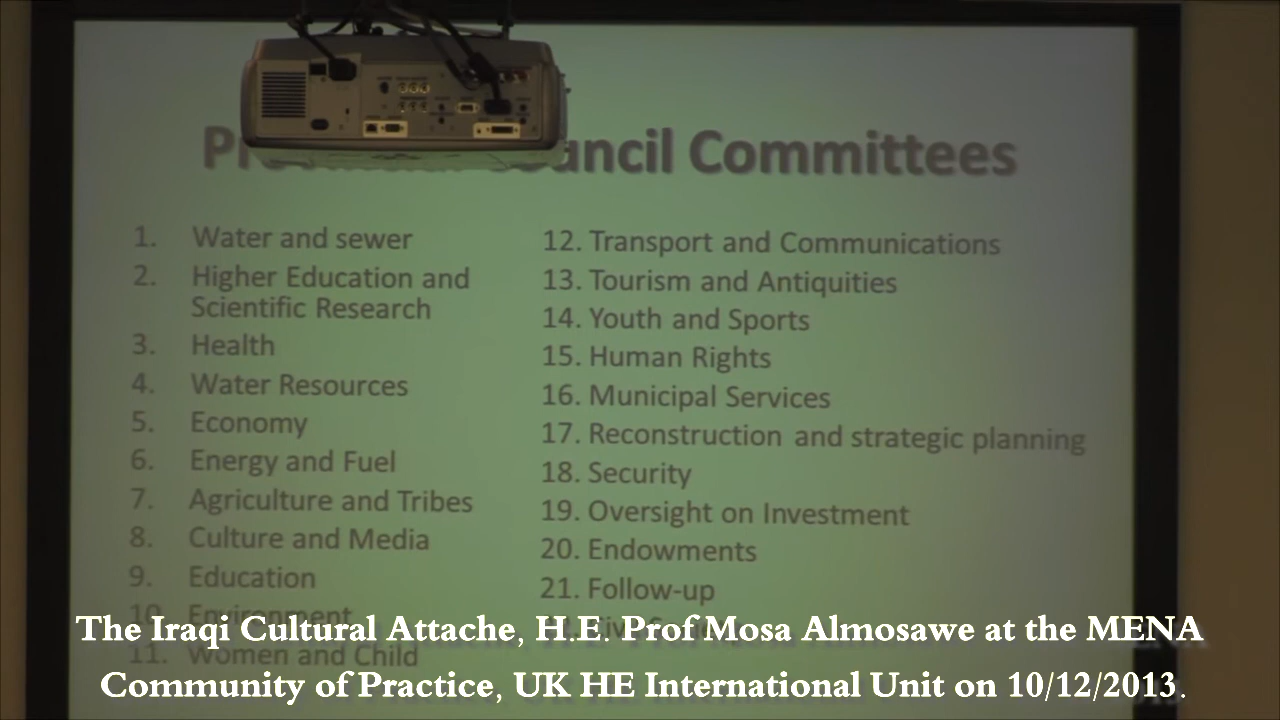 Council Committees
1. Water and sewer
2. Higher Education and
Scientific Research
3. Health
4. Water Resources
5. Economy
6. Energy and Fuel
7. Agriculture and Tribes
8. Culture and Media
9. Education
10. Environment
11. Women and Child
12. Transport and Communications
13. Tourism and Antiquities
14. Youth and Sports
15. Human Rights
16. Municipal Services
17. Reconstruction and strategic planning
18. Security
19. Oversight on Investment
20. Endowments
21. Follow-up
The Iraqi Cultural Attache, H.E. Prof Mosa Almosawe at the MENA
Community of Practice, UK HE International Unit on 10/12/2013.